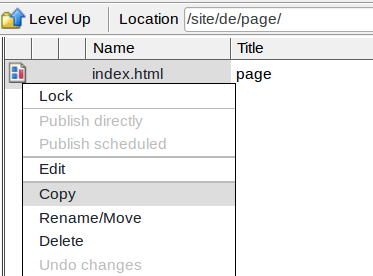 Level Up Location /site/de/page/
Name Title
index.html page
Lock
Publish directly
Publish scheduled
Edit
Copy
Rename/Move
Delete
Undo changes